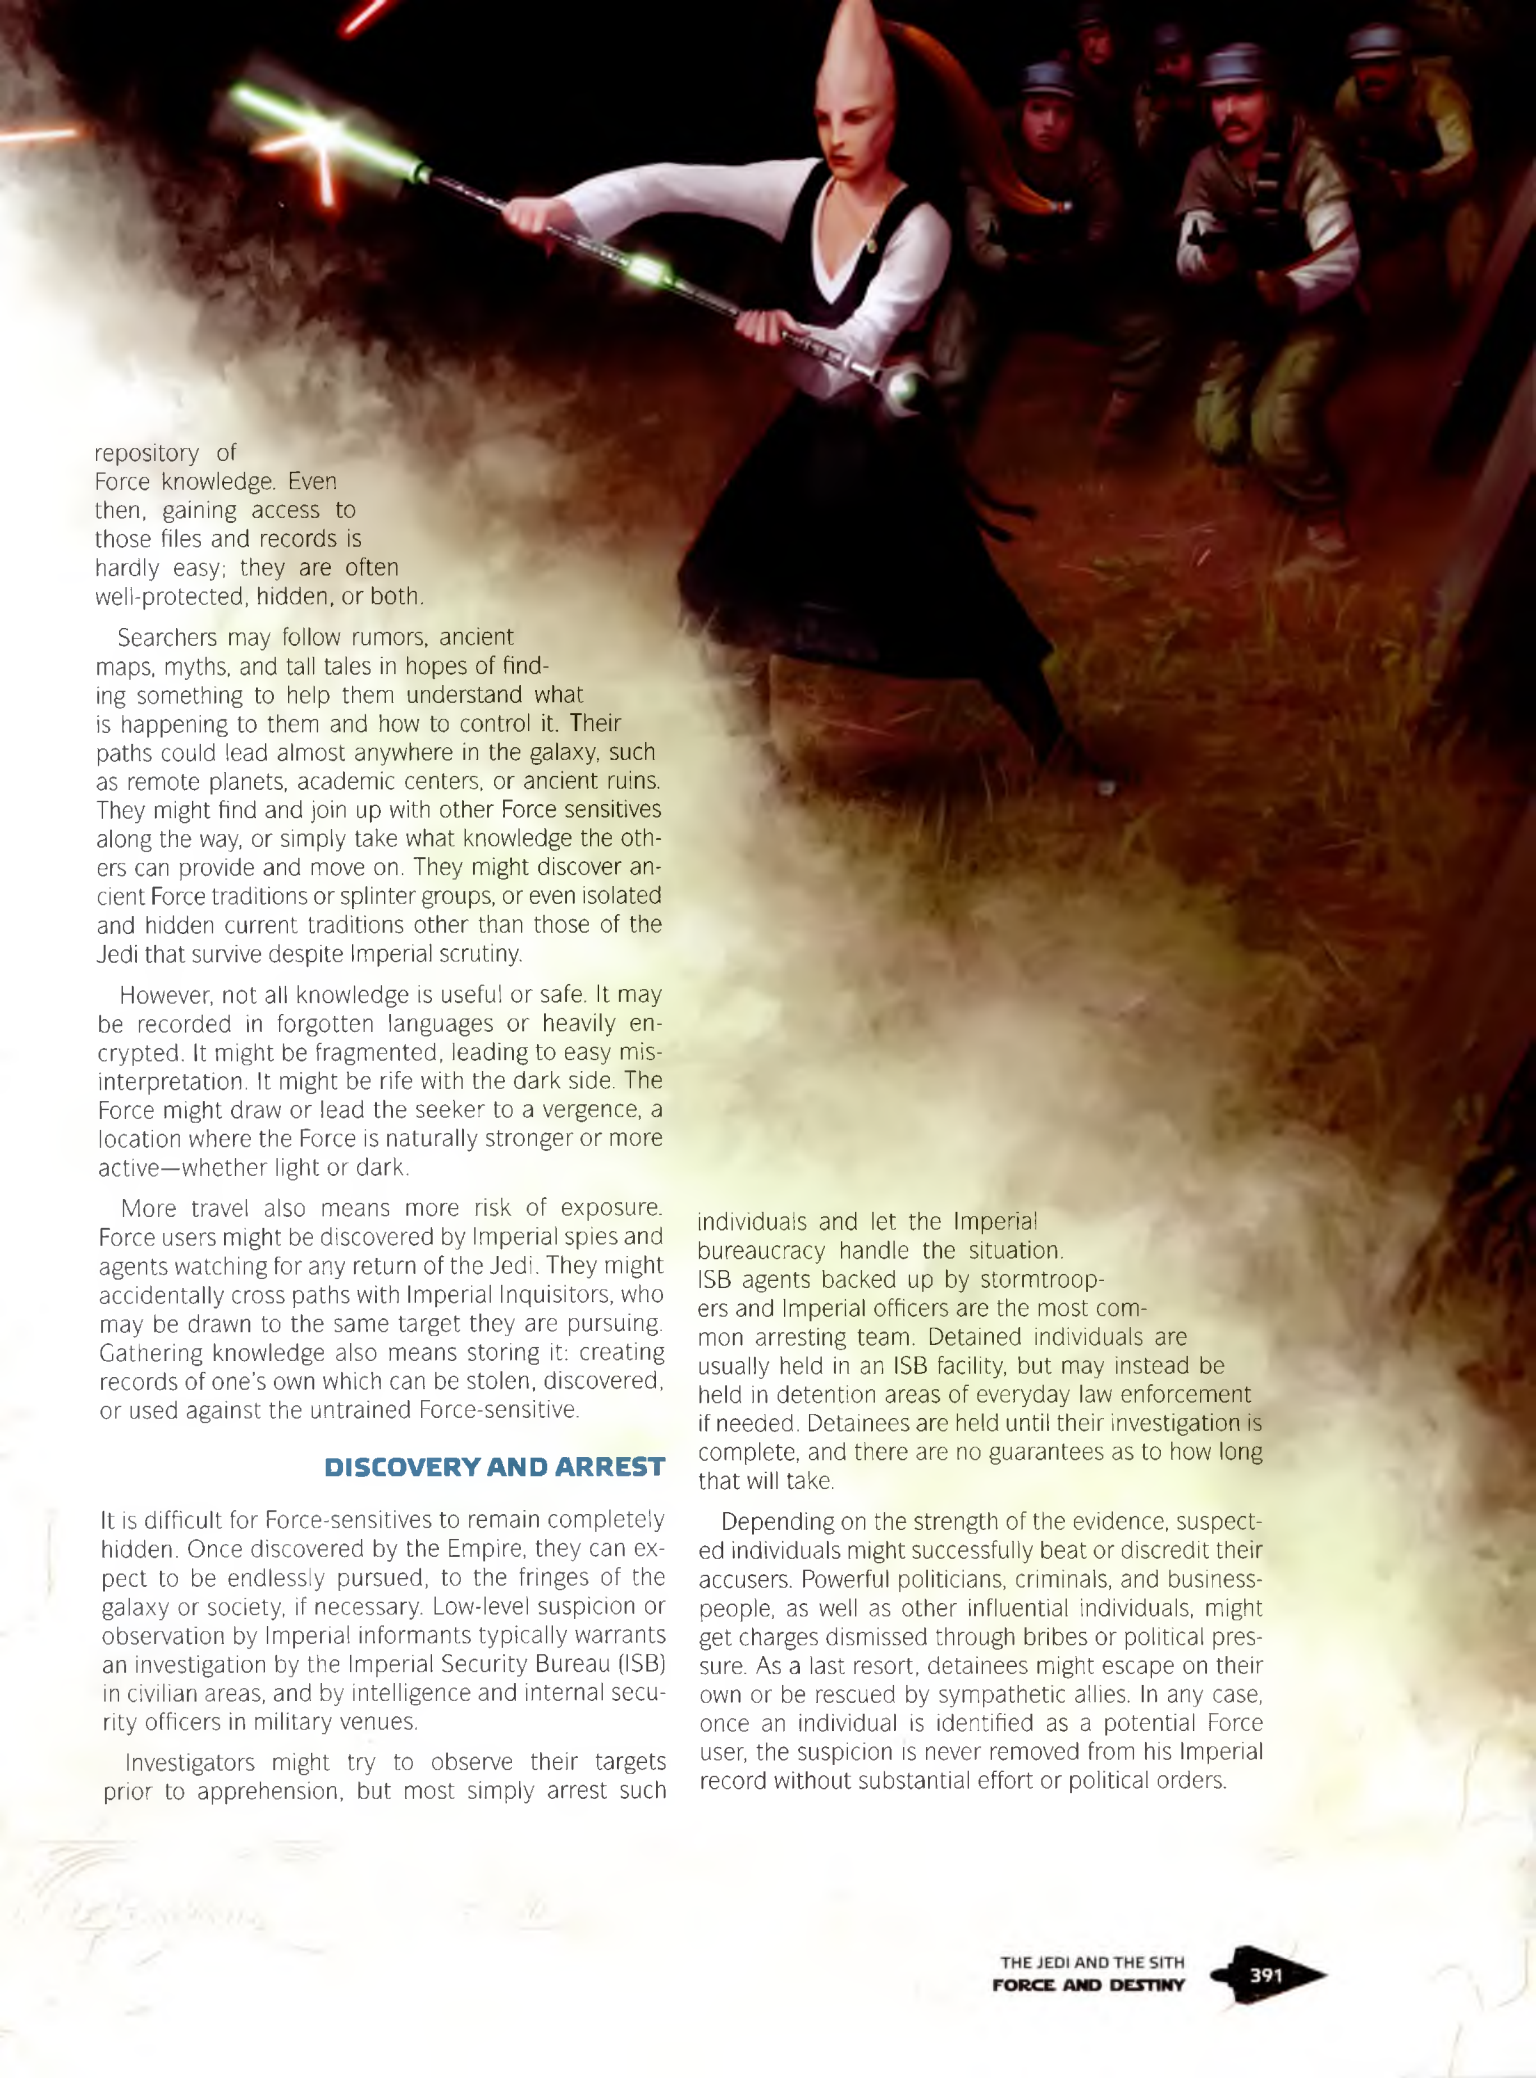 repository of
Force knowledge. Even
then, gaining access to
those files and records is
hardly easy; they are often
well-protected, hidden, or both.
Searchers may follow rumors, ancient
maps, myths, and tall tales in hopes of find-
ing something to help them understand what
is happening to them and how to control it. Their
paths could lead almost anywhere in the galaxy, such
as remote planets, academic centers, or ancient ruins.
They might find and join up with other Force sensitives
along the way, or simply take what knowledge the oth-
ers can provide and move on. They might discover an-
cient Force traditions or splinter groups, or even isolated
and hidden current traditions other than those of the
Jedi that survive despite Imperial scrutiny.
However, not all knowledge is useful or safe. It may
be recorded in forgotten languages or heavily en-
crypted. It might be fragmented, leading to easy mis-
interpretation. It might be rife with the dark side. The
Force might draw or lead the seeker to a vergence, a
location where the Force is naturally stronger or more
active—whether light or dark.
More travel also means more risk of exposure.
Force users might be discovered by Imperial spies and
agents watching for any return of the Jedi. They might
accidentally cross paths with Imperial Inquisitors, who
may be drawn to the same target they are pursuing.
Gathering knowledge also means storing it: creating
records of one's own which can be stolen, discovered,
or used against the untrained Force-sensitive.
DISCOVERY AND ARREST
It is difficult for Force-sensitives to remain completely
hidden. Once discovered by the Empire, they can ex-
pect to be endlessly pursued, to the fringes of the
galaxy or society, if necessary. Low-level suspicion or
observation by Imperial informants typically warrants
an investigation by the Imperial Security Bureau (ISB)
in civilian areas, and by intelligence and internal secu-
rity officers in military venues.
Investigators might try to observe their targets
prior to apprehension, but most simply arrest such
individuals and let the Imperial
bureaucracy handle the situation.
ISB agents backed up by stormtroop-
ers and Imperial officers are the most com-
mon arresting team. Detained individuals are
usually held in an ISB facility, but may instead be
held in detention areas of everyday law enforcement
if needed. Detainees are held until their investigation is
complete, and there are no guarantees as to how long
that will take.
Depending on the strength of the evidence, suspect-
ed individuals might successfully beat or discredit their
accusers. Powerful politicians, criminals, and business-
people, as well as other influential individuals, might
get charges dismissed through bribes or political pres-
sure. As a last resort, detainees might escape on their
own or be rescued by sympathetic allies. In any case,
once an individual is identified as a potential Force
user, the suspicion is never removed from his Imperial
record without substantial effort or political orders.
THE JEDI AND THE SITH
FORCE AND DESTINY
391